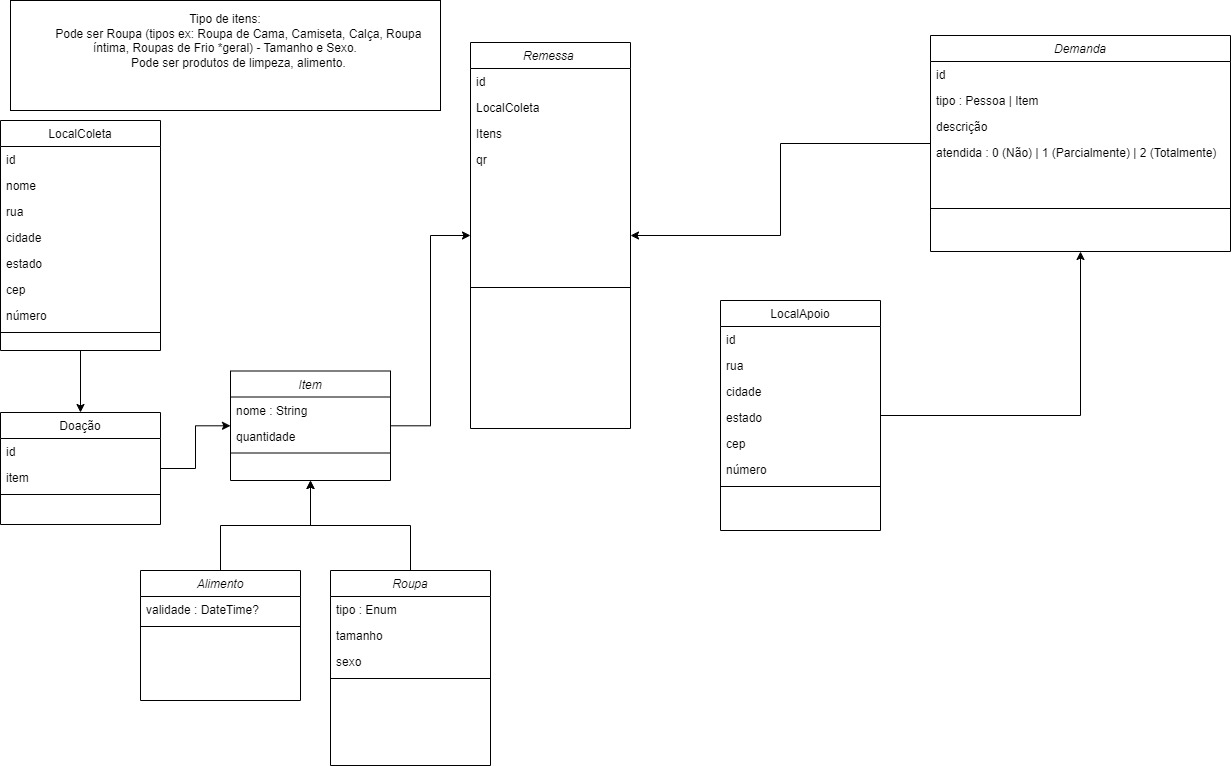 Tipo de itens:
Pode ser Roupa (tipos ex: Roupa de Cama, Camiseta, Calça, Roupa
íntima, Roupas de Frio *geral) - Tamanho e Sexo.
Pode ser produtos de limpeza, alimento.
LocalColeta
id
nome
rua
cidade
estado
cep
número
Doação
id
item
Item
nome : String
quantidade
Alimento
validade : DateTime?
Roupa
tipo : Enum
tamanho
sexo
Remessa
id
LocalColeta
Itens
qr
LocalApoio
id
rua
cidade
estado
cep
número
Demanda
id
tipo : Pessoa | Item
descrição
atendida : 0 (Não) | 1 (Parcialmente) | 2 (Totalmente)